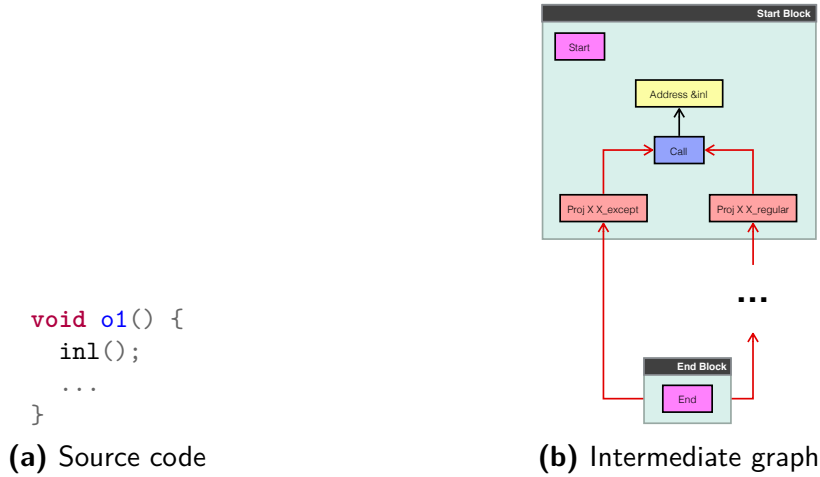 Start Block
Start
Address &inl
Call
Proj X X_except
Proj X X_regular
...
End Block
End
void o1() {
inl();
...
}
(a) Source code
(b) Intermediate graph